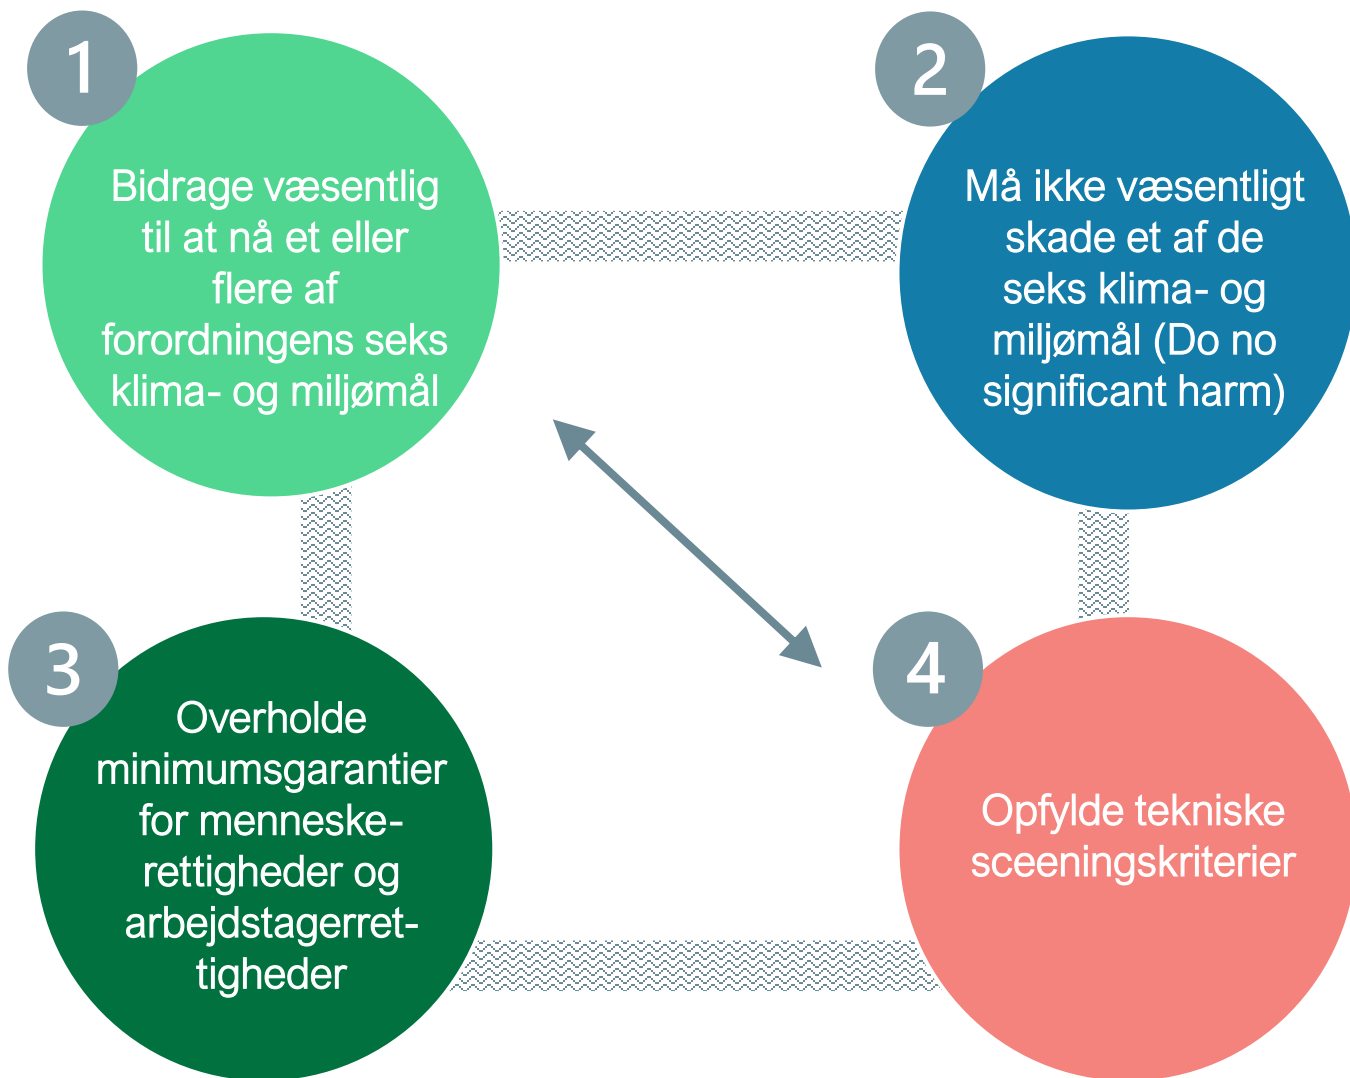 1
Bidrage væsentlig
til at nå et eller
flere af
forordningens seks
klima- og miljømål
2
Må ikke væsentligt
skade et af de
seks klima- og
miljømål (Do no
significant harm)
3
Overholde
minimumsgarantier
for menneske-
rettigheder og
arbejdstagerret-
tigheder
4
Opfylde tekniske
sceeningskriterier